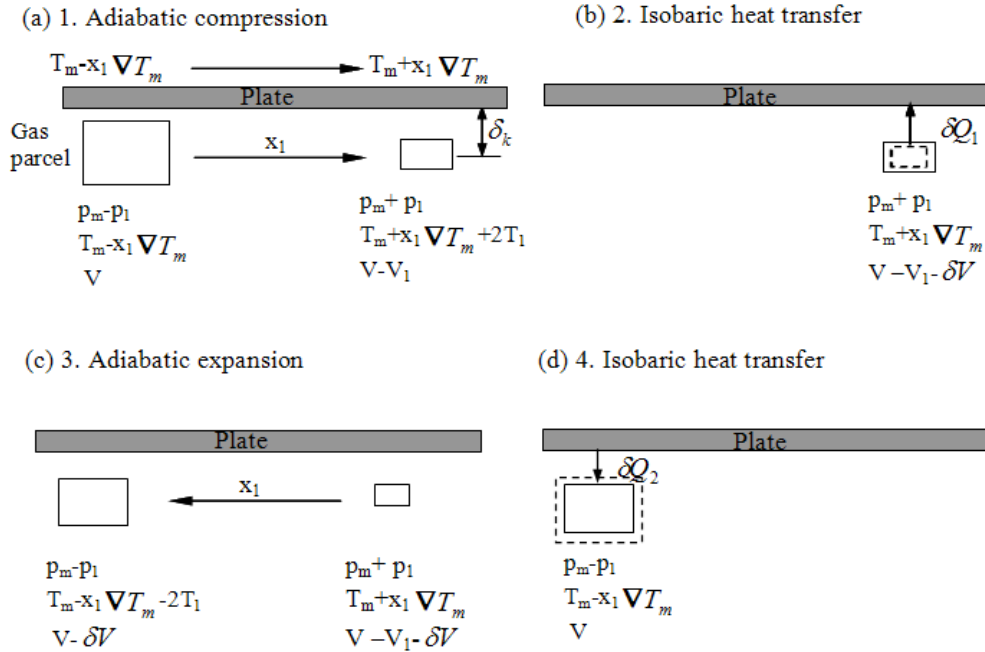 (a) 1. Adiabatic compression
T_m-x_1 ∇T_m
T_m+x_1 ∇T_m
Plate
Gas
parcel
x_1
δ_k
p_m-p_1
T_m-x_1 ∇T_m
V
p_m+ p_1
T_m+x_1 ∇T_m +2T_1
V-V_1
(b) 2. Isobaric heat transfer
Plate
δQ_1
p_m+ p_1
T_m+x_1 ∇T_m
V –V_1- δV
(c) 3. Adiabatic expansion
Plate
x_1
p_m-p_1
T_m-x_1 ∇T_m -2T_1
V- δV
p_m+ p_1
T_m+x_1 ∇T_m
V –V_1- δV
(d) 4. Isobaric heat transfer
Plate
δQ_2
p_m-p_1
T_m-x_1 ∇T_m
V